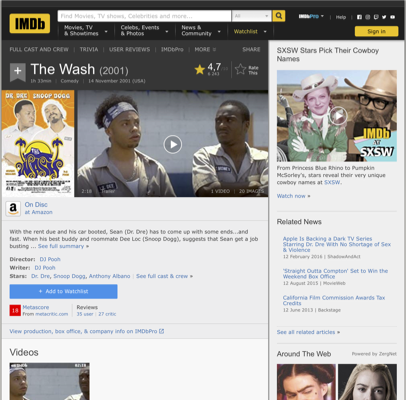 IMDb
Find Movies, TV shows, Celebrities and more...
All
IMDbPro
Help
Movies, TV
& Showtimes
Celebs, Events
& Photos
News &
Community
Watchlist
Sign in
FULL CAST AND CREW | TRIVIA | USER REVIEWS | IMDbPro | MORE
SHARE
The Wash (2001)
1h 33min | Comedy | 14 November 2001 (USA)
4,7
Rate
This
DR. DRE SNOOP DOGG
2:18
1 VIDEO | 20 IMAGES
On Disc
at Amazon
With the rent due and his car booted, Sean (Dr. Dre) has to come up with some ends...and
fast. When his best buddy and roommate Dee Loc (Snoop Dogg), suggests that Sean get a job
busting ... See full summary »
Director: DJ Pooh
Writer: DJ Pooh
Stars: Dr. Dre, Snoop Dogg, Anthony Albano | See full cast & crew »
+ Add to Watchlist
18
Metascore
From metacritic.com
Reviews
35 user | 27 critic
View production, box office, & company info on IMDbPro
Videos
SXSW Stars Pick Their Cowboy
Names
IMDb
AT
SXSW
From Princess Blue Rhino to Pumpkin
McSorley's, stars reveal their very unique
cowboy names at SXSW.
Watch now »
Related News
Apple Is Backing a Dark TV Series
Starring Dr. Dre With No Shortage of Sex
& Violence
12 February 2016 | ShadowAndAct
'Straight Outta Compton' Set to Win the
Weekend Box Office
12 August 2015 | MovieWeb
California Film Commission Awards Tax
Credits
12 June 2013 | Backstage
See all related articles »
Around The Web
Powered by ZergNet